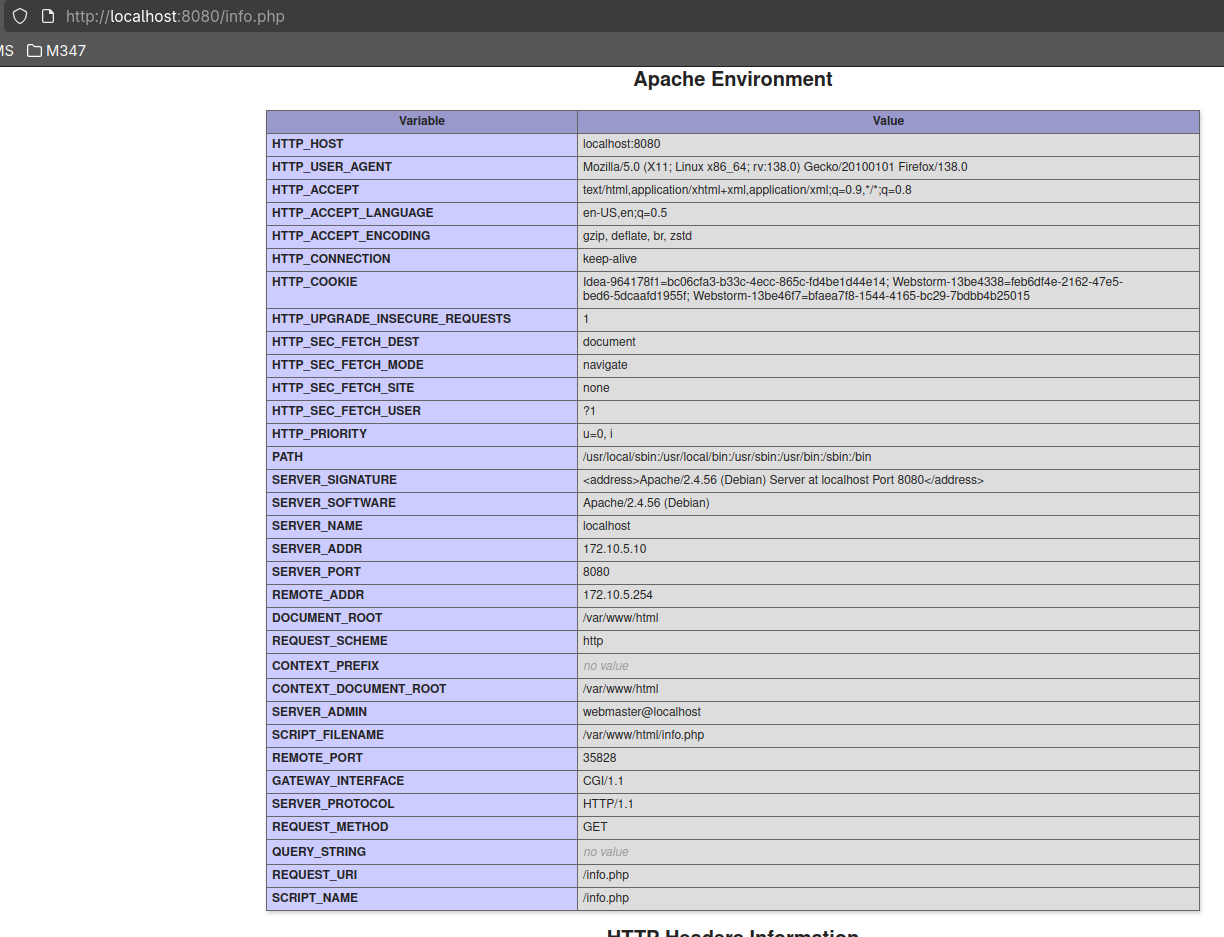 http://localhost:8080/info.php
MS M347
Apache Environment
Variable Value
HTTP_HOST localhost:8080
HTTP_USER_AGENT Mozilla/5.0 (X11; Linux x86_64; rv:138.0) Gecko/20100101 Firefox/138.0
HTTP_ACCEPT text/html,application/xhtml+xml,application/xml;q=0.9,*/*;q=0.8
HTTP_ACCEPT_LANGUAGE en-US,en;q=0.5
HTTP_ACCEPT_ENCODING gzip, deflate, br, zstd
HTTP_CONNECTION keep-alive
HTTP_COOKIE Idea-964178f1=bc06cfa3-b33c-4ecc-865c-fd4be1d44e14; Webstorm-13be4338=feb6df4e-2162-47e5-
bed6-5dcaafd1955f; Webstorm-13be46f7=bfaea7f8-1544-4165-bc29-7bdbb4b25015
HTTP_UPGRADE_INSECURE_REQUESTS 1
HTTP_SEC_FETCH_DEST document
HTTP_SEC_FETCH_MODE navigate
HTTP_SEC_FETCH_SITE none
HTTP_SEC_FETCH_USER ?1
HTTP_PRIORITY u=0, i
PATH /usr/local/sbin:/usr/local/bin:/usr/sbin:/usr/bin:/sbin:/bin
SERVER_SIGNATURE <address>Apache/2.4.56 (Debian) Server at localhost Port 8080</address>
SERVER_SOFTWARE Apache/2.4.56 (Debian)
SERVER_NAME localhost
SERVER_ADDR 172.10.5.10
SERVER_PORT 8080
REMOTE_ADDR 172.10.5.254
DOCUMENT_ROOT /var/www/html
REQUEST_SCHEME http
CONTEXT_PREFIX no value
CONTEXT_DOCUMENT_ROOT /var/www/html
SERVER_ADMIN webmaster@localhost
SCRIPT_FILENAME /var/www/html/info.php
REMOTE_PORT 35828
GATEWAY_INTERFACE CGI/1.1
SERVER_PROTOCOL HTTP/1.1
REQUEST_METHOD GET
QUERY_STRING no value
REQUEST_URI /info.php
SCRIPT_NAME /info.php
HTTP Headers Information